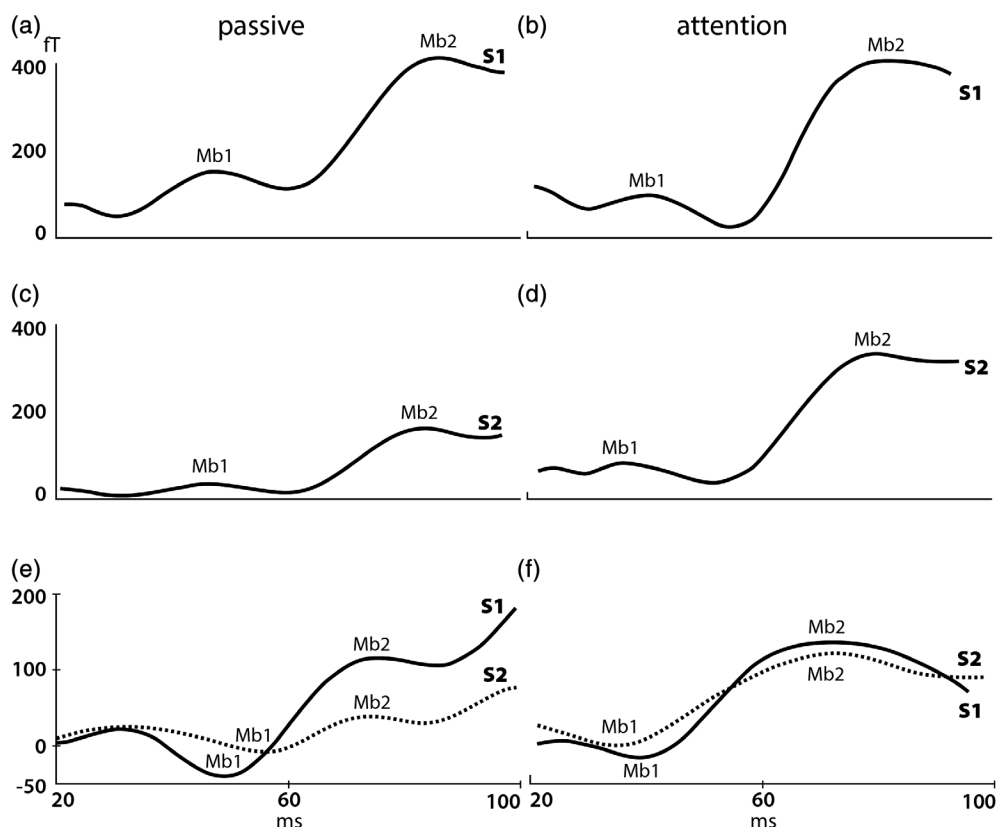 (a) passive (b) attention
fT
400
200
0
Mb1
Mb2
S1
Mb1
Mb2
S1
(c) (d)
400
200
0
Mb1
Mb2
S2
Mb1
Mb2
S2
(e) (f)
200
100
0
-50
Mb1
Mb1
Mb2
Mb2
S1
S2
Mb1
Mb1
Mb2
Mb2
S2
S1
20 60 100 20 60 100
ms ms